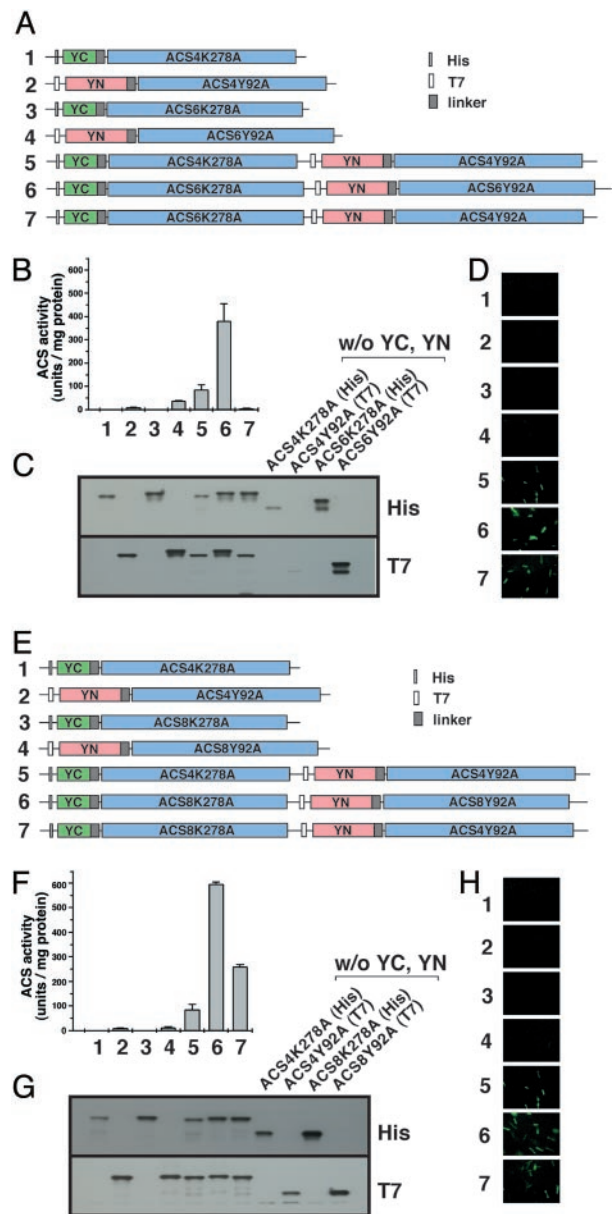 A
1 YC ACS4K278A
2 YN ACS4Y92A
3 YC ACS6K278A
4 YN ACS6Y92A
5 YC ACS4K278A YN ACS4Y92A
6 YC ACS6K278A YN ACS6Y92A
7 YC ACS6K278A YN ACS4Y92A
His
T7
linker
B
ACS activity
(units / mg protein)
600
500
400
300
200
100
0
1 2 3 4 5 6 7
w/o YC, YN
ACS4K278A (His)
ACS4Y92A (T7)
ACS6K278A (His)
ACS6Y92A (T7)
C
His
T7
D
1
2
3
4
5
6
7
E
1 YC ACS4K278A
2 YN ACS4Y92A
3 YC ACS8K278A
4 YN ACS8Y92A
5 YC ACS4K278A YN ACS4Y92A
6 YC ACS8K278A YN ACS8Y92A
7 YC ACS8K278A YN ACS4Y92A
His
T7
linker
F
ACS activity
(units / mg protein)
600
500
400
300
200
100
0
1 2 3 4 5 6 7
w/o YC, YN
ACS4K278A (His)
ACS4Y92A (T7)
ACS8K278A (His)
ACS8Y92A (T7)
G
His
T7
H
1
2
3
4
5
6
7